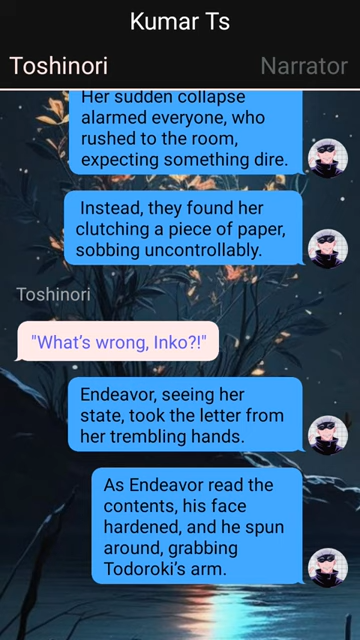 Kumar Ts
Toshinori Narrator
Her sudden collapse
alarmed everyone, who
rushed to the room,
expecting something dire.
Instead, they found her
clutching a piece of paper,
sobbing uncontrollably.
Toshinori
"What's wrong, Inko?!"
Endeavor, seeing her
state, took the letter from
her trembling hands.
As Endeavor read the
contents, his face
hardened, and he spun
around, grabbing
Todoroki's arm.